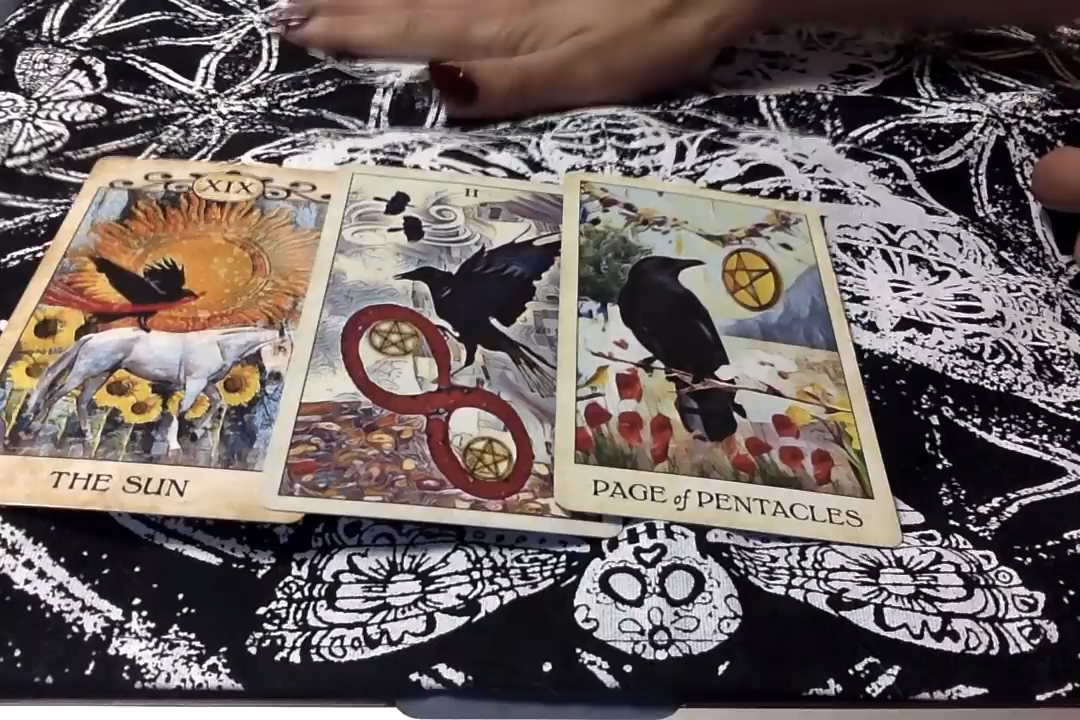 XIX
THE SUN
II
PAGE of PENTACLES